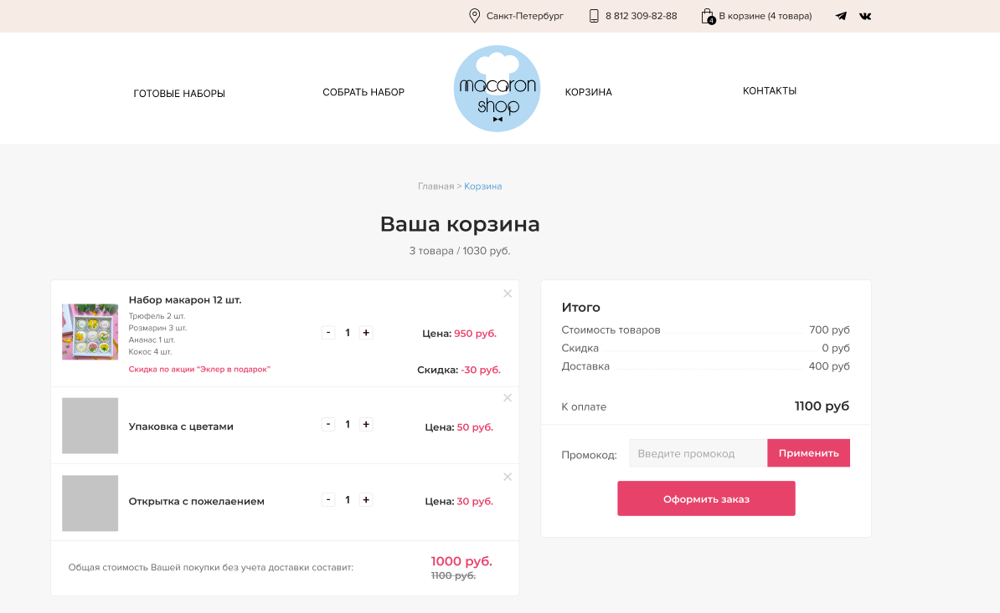 Санкт-Петербург
8 812 309-82-88
4
В корзине (4 товара)
ГОТОВЫЕ НАБОРЫ
СОБРАТЬ НАБОР
macaron
shop
КОРЗИНА
КОНТАКТЫ
Главная > Корзина
Ваша корзина
3 товара / 1030 руб.
Набор макарон 12 шт.
Трюфель 2 шт.
Розмарин 3 шт.
Ананас 1 шт.
Кокос 4 шт.
Скидка по акции “Эклер в подарок”
- 1 +
Цена: 950 руб.
Скидка: -30 руб.
Упаковка с цветами
- 1 +
Цена: 50 руб.
Открытка с пожелаением
- 1 +
Цена: 30 руб.
Общая стоимость Вашей покупки без учета доставки составит:
1000 руб.
1100 руб.
Итого
Стоимость товаров 700 руб
Скидка 0 руб
Доставка 400 руб
К оплате 1100 руб
Промокод: Введите промокод Применить
Оформить заказ